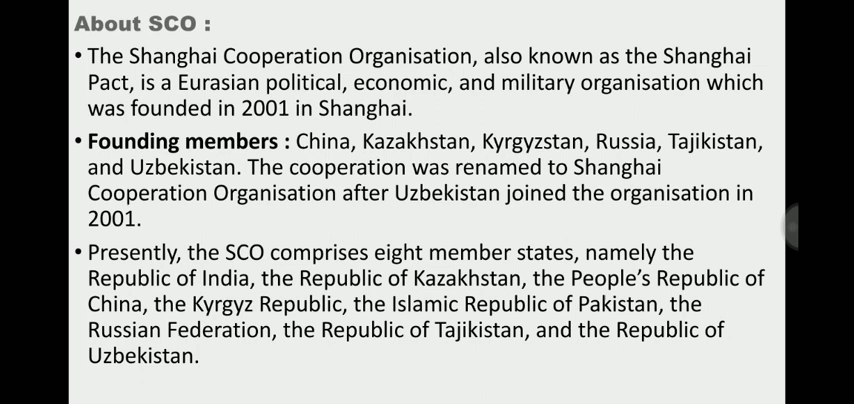 About SCO :
• The Shanghai Cooperation Organisation, also known as the Shanghai
Pact, is a Eurasian political, economic, and military organisation which
was founded in 2001 in Shanghai.
• Founding members : China, Kazakhstan, Kyrgyzstan, Russia, Tajikistan,
and Uzbekistan. The cooperation was renamed to Shanghai
Cooperation Organisation after Uzbekistan joined the organisation in
2001.
• Presently, the SCO comprises eight member states, namely the
Republic of India, the Republic of Kazakhstan, the People's Republic of
China, the Kyrgyz Republic, the Islamic Republic of Pakistan, the
Russian Federation, the Republic of Tajikistan, and the Republic of
Uzbekistan.